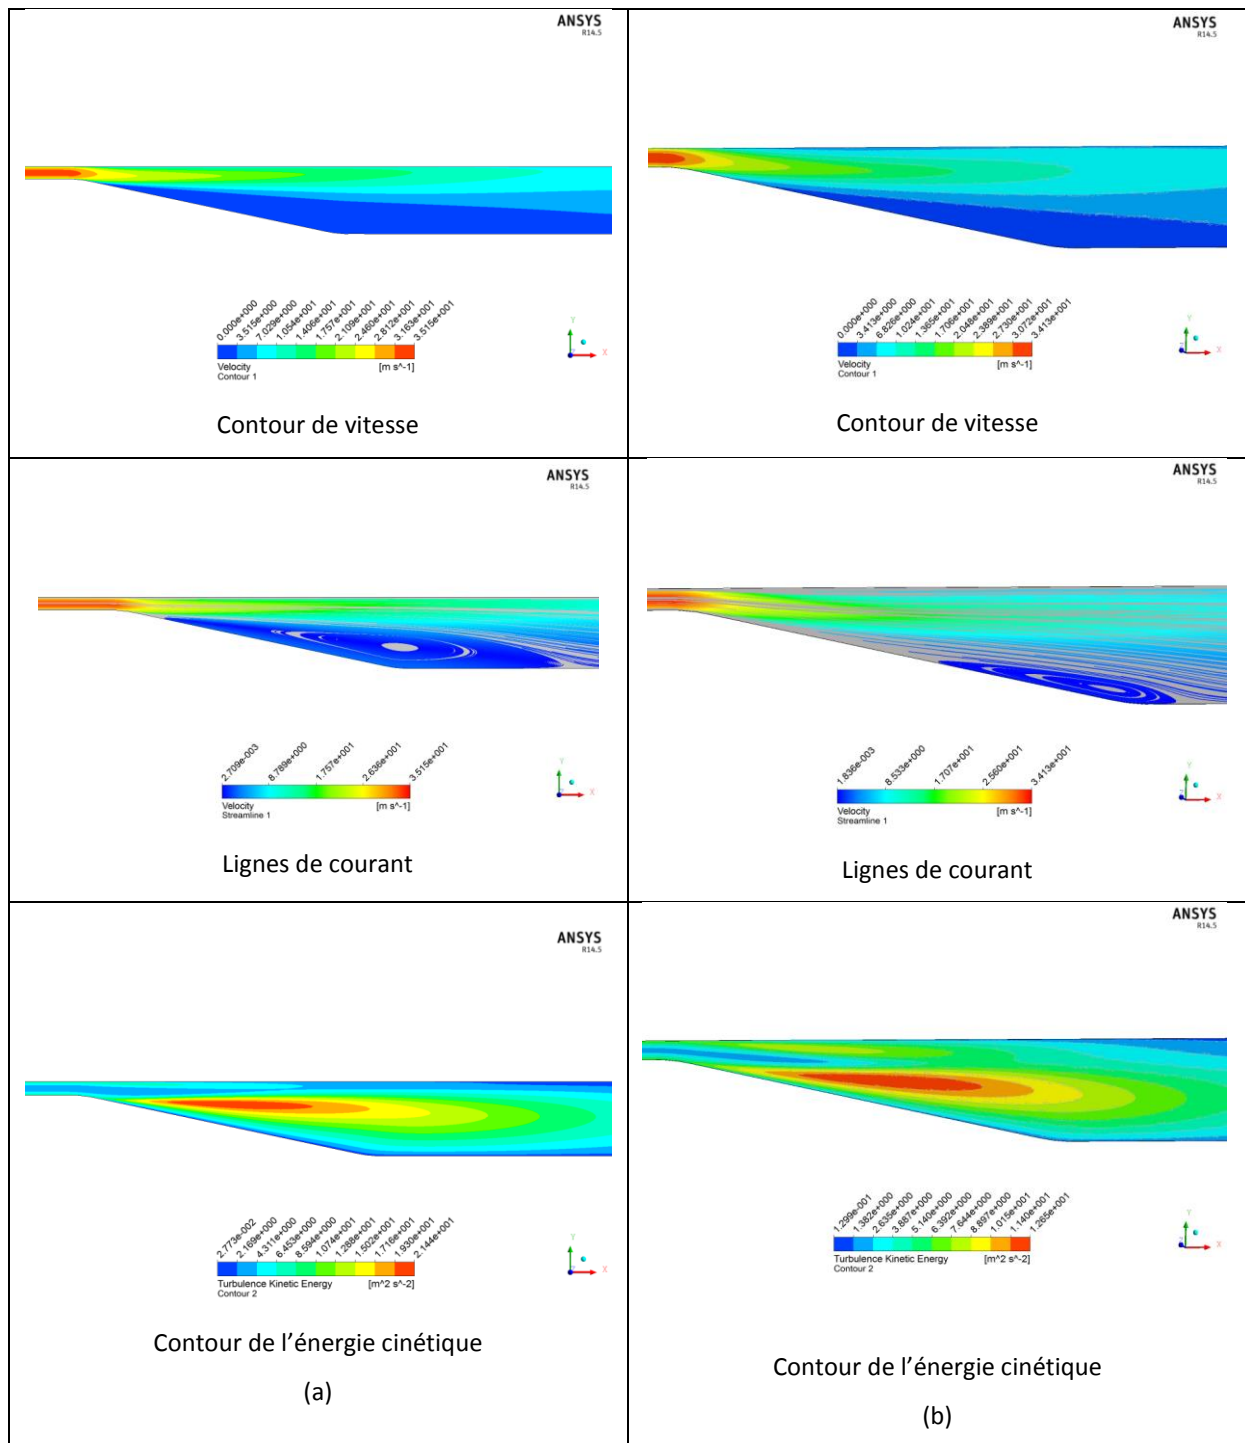 ANSYS
R14.5
0.000e+000
3.515e+000
7.029e+000
1.054e+001
1.406e+001
1.757e+001
2.109e+001
2.460e+001
2.812e+001
3.163e+001
3.515e+001
Velocity
Contour 1
[m s^-1]
Y
X
Contour de vitesse
ANSYS
R14.5
0.000e+000
3.413e+000
6.826e+000
1.024e+001
1.365e+001
1.706e+001
2.048e+001
2.389e+001
2.730e+001
3.072e+001
3.413e+001
Velocity
Contour 1
[m s^-1]
Y
X
Contour de vitesse
ANSYS
R14.5
2.709e-003
8.789e+000
1.757e+001
2.636e+001
3.515e+001
Velocity
Streamline 1
[m s^-1]
Y
X
Lignes de courant
ANSYS
R14.5
1.836e-003
8.533e+000
1.707e+001
2.560e+001
3.413e+001
Velocity
Streamline 1
[m s^-1]
Y
X
Lignes de courant
ANSYS
R14.5
2.773e-002
2.169e+000
4.311e+000
6.453e+000
8.594e+000
1.074e+001
1.288e+001
1.502e+001
1.716e+001
1.930e+001
2.144e+001
Turbulence Kinetic Energy
Contour 2
[m^2 s^-2]
Y
X
Contour de l’énergie cinétique
(a)
ANSYS
R14.5
1.299e-001
1.382e+000
2.635e+000
3.887e+000
5.140e+000
6.392e+000
7.644e+000
8.897e+000
1.015e+001
1.140e+001
1.265e+001
Turbulence Kinetic Energy
Contour 2
[m^2 s^-2]
Y
X
Contour de l’énergie cinétique
(b)